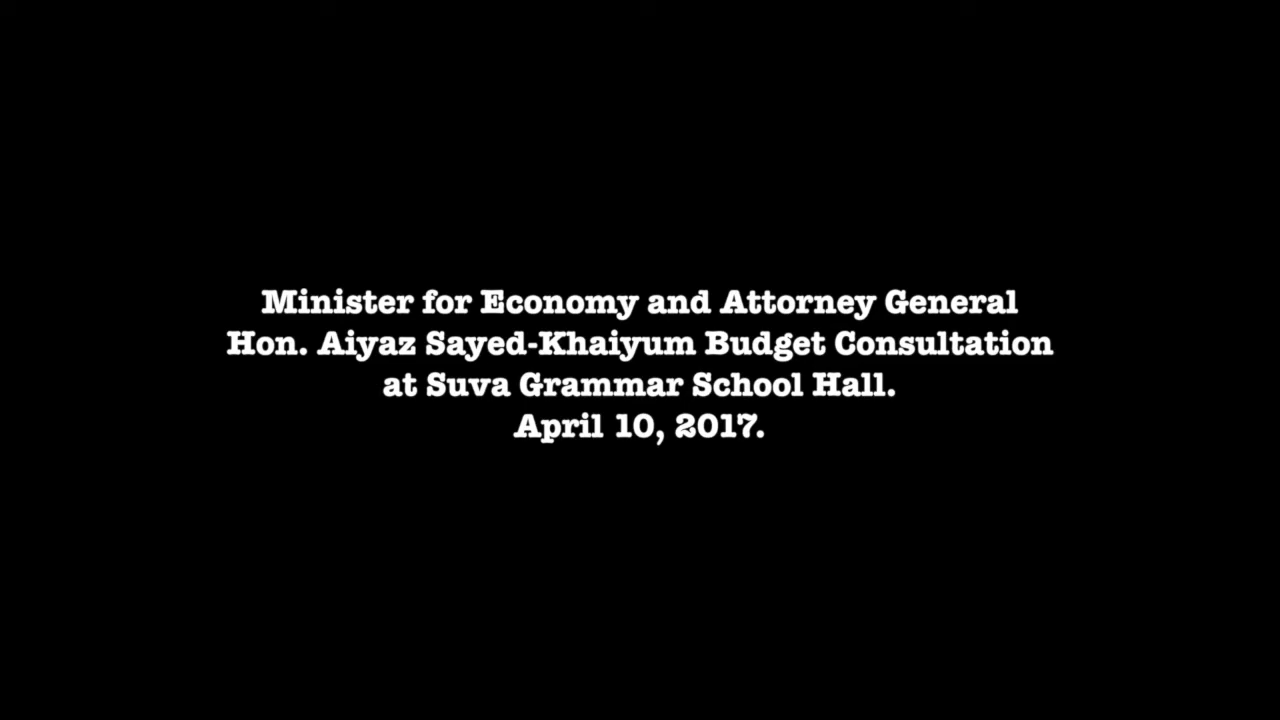 Minister for Economy and Attorney General
Hon. Aiyaz Sayed-Khaiyum Budget Consultation
at Suva Grammar School Hall.
April 10, 2017.